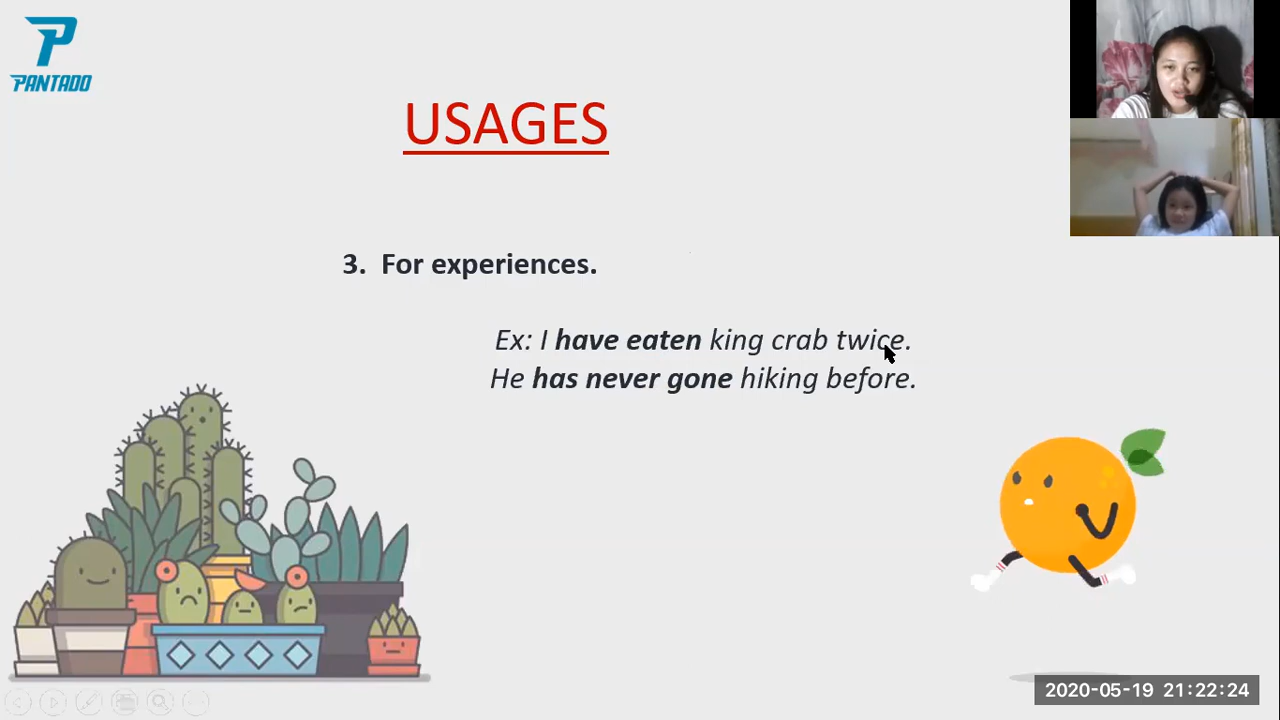 PANTADO
USAGES
3. For experiences.
Ex: I have eaten king crab twice.
He has never gone hiking before.
2020-05-19 21:22:24